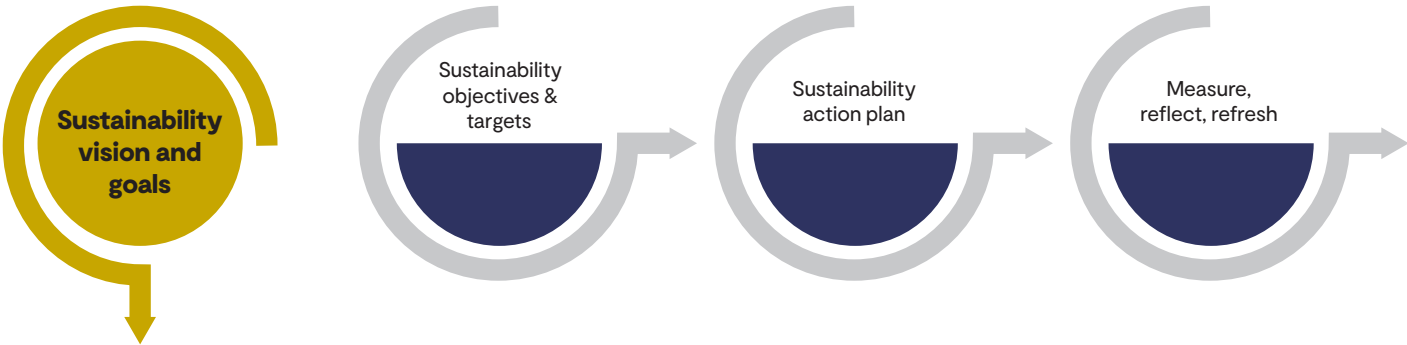 Sustainability
vision and
goals
Sustainability
objectives &
targets
Sustainability
action plan
Measure,
reflect, refresh